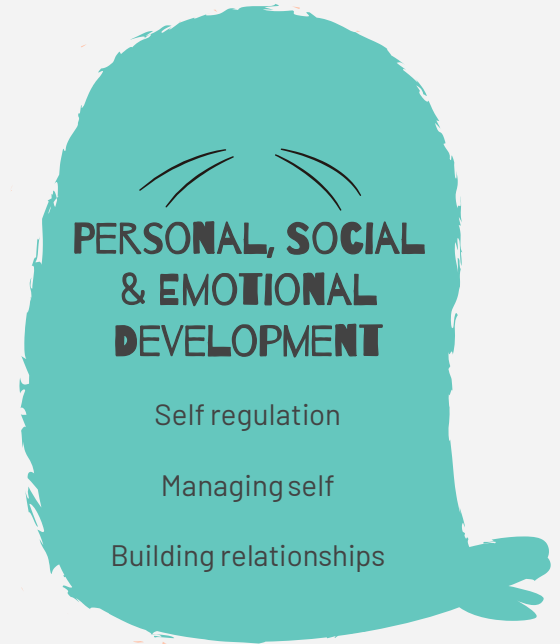 PERSONAL, SOCIAL
& EMOTIONAL
DEVELOPMENT
Self regulation
Managing self
Building relationships